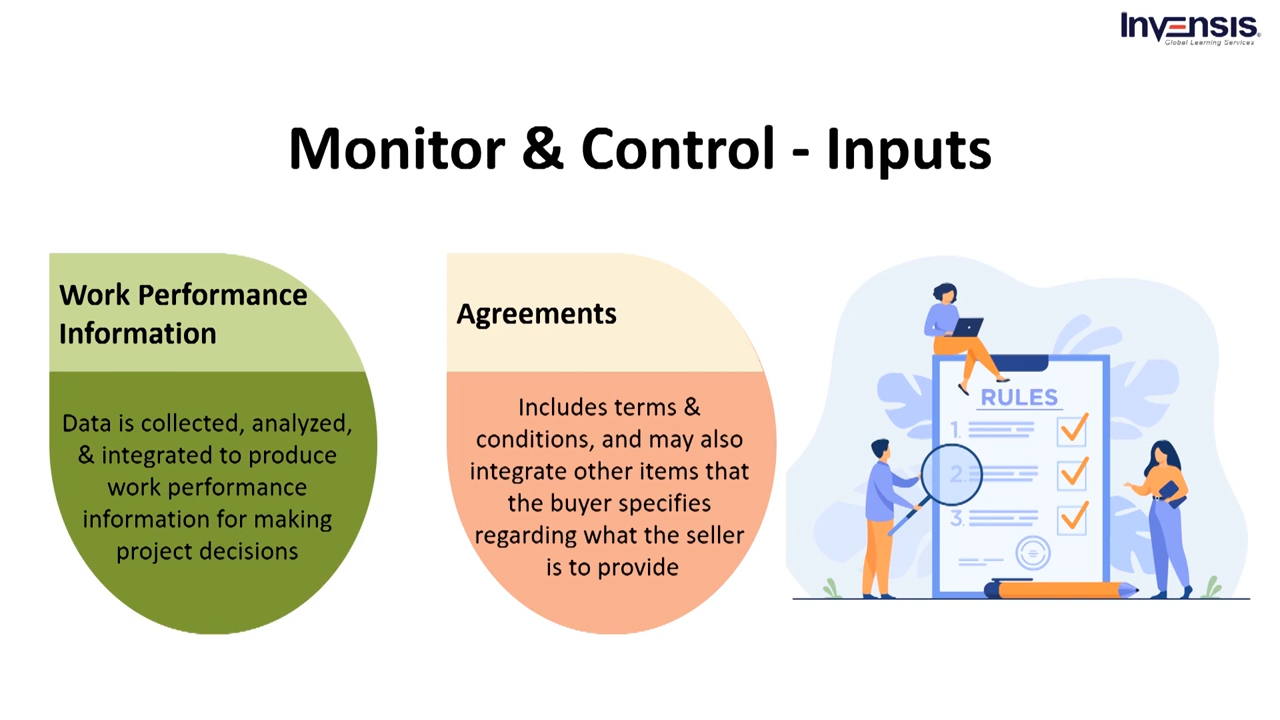 Invensis
Global Learning Services
Monitor & Control - Inputs
Work Performance
Information
Data is collected, analyzed,
& integrated to produce
work performance
information for making
project decisions
Agreements
Includes terms &
conditions, and may also
integrate other items that
the buyer specifies
regarding what the seller
is to provide
RULES
1.
2.
3.